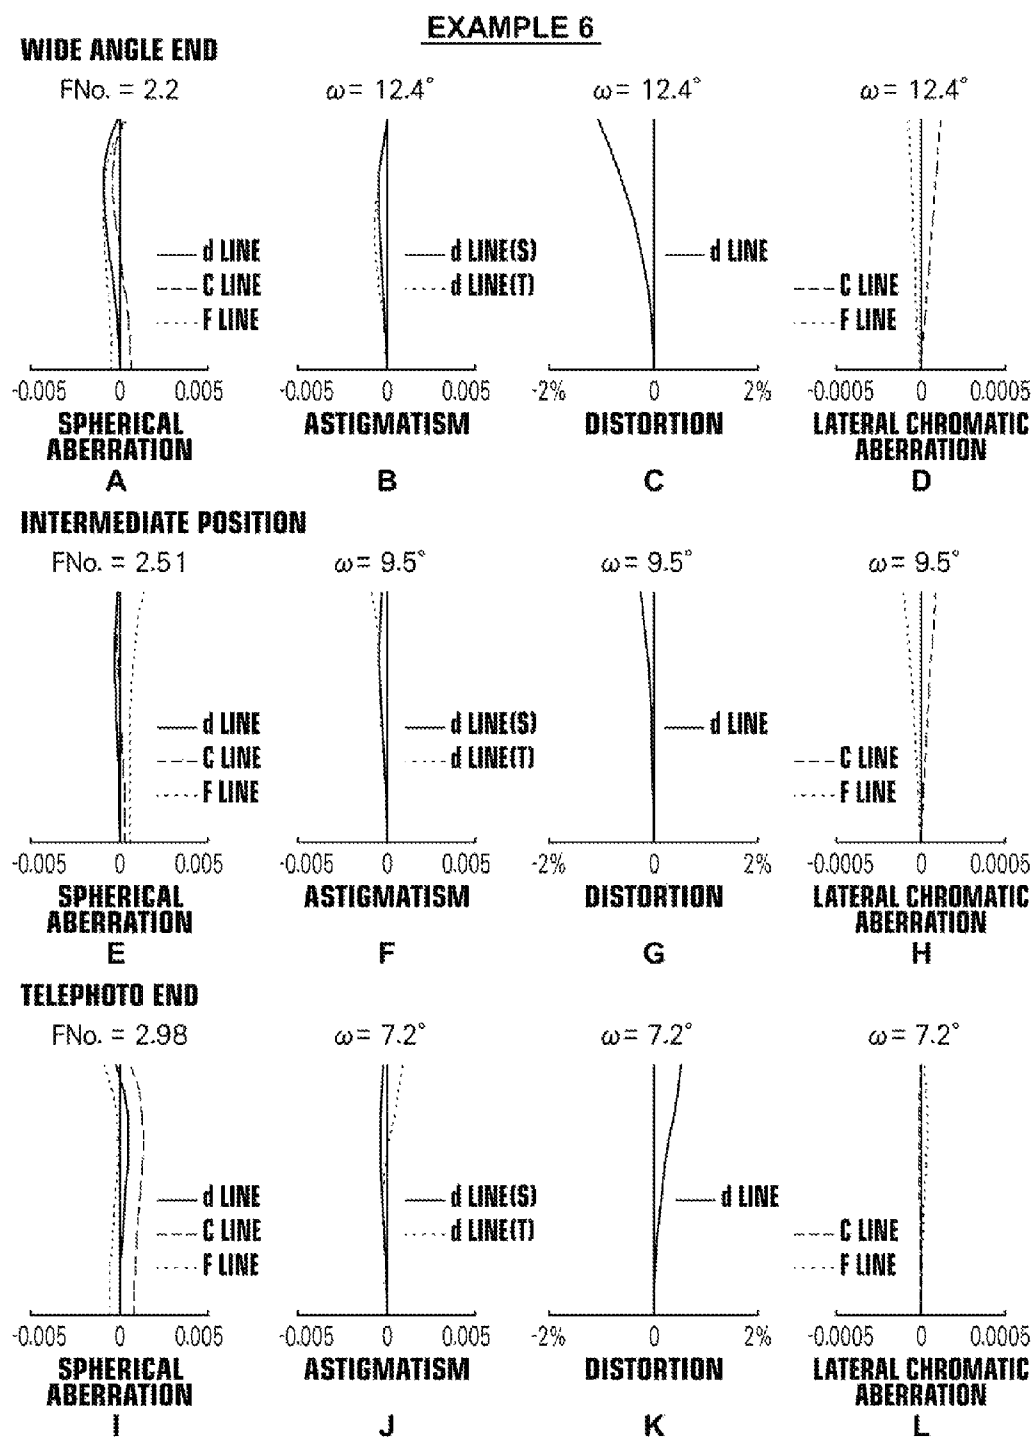 EXAMPLE 6
WIDE ANGLE END
FNo. = 2.2 ω= 12.4° ω= 12.4° ω= 12.4°
d LINE d LINE(S) d LINE
C LINE d LINE(T) C LINE
F LINE F LINE
-0.005 0 0.005 -0.005 0 0.005 -2% 0 2% -0.0005 0 0.0005
SPHERICAL ABERRATION ASTIGMATISM DISTORTION LATERAL CHROMATIC ABERRATION
A B C D
INTERMEDIATE POSITION
FNo. = 2.51 ω= 9.5° ω= 9.5° ω= 9.5°
d LINE d LINE(S) d LINE
C LINE d LINE(T) C LINE
F LINE F LINE
-0.005 0 0.005 -0.005 0 0.005 -2% 0 2% -0.0005 0 0.0005
SPHERICAL ABERRATION ASTIGMATISM DISTORTION LATERAL CHROMATIC ABERRATION
E F G H
TELEPHOTO END
FNo. = 2.98 ω= 7.2° ω= 7.2° ω= 7.2°
d LINE d LINE(S) d LINE
C LINE d LINE(T) C LINE
F LINE F LINE
-0.005 0 0.005 -0.005 0 0.005 -2% 0 2% -0.0005 0 0.0005
SPHERICAL ABERRATION ASTIGMATISM DISTORTION LATERAL CHROMATIC ABERRATION
I J K L